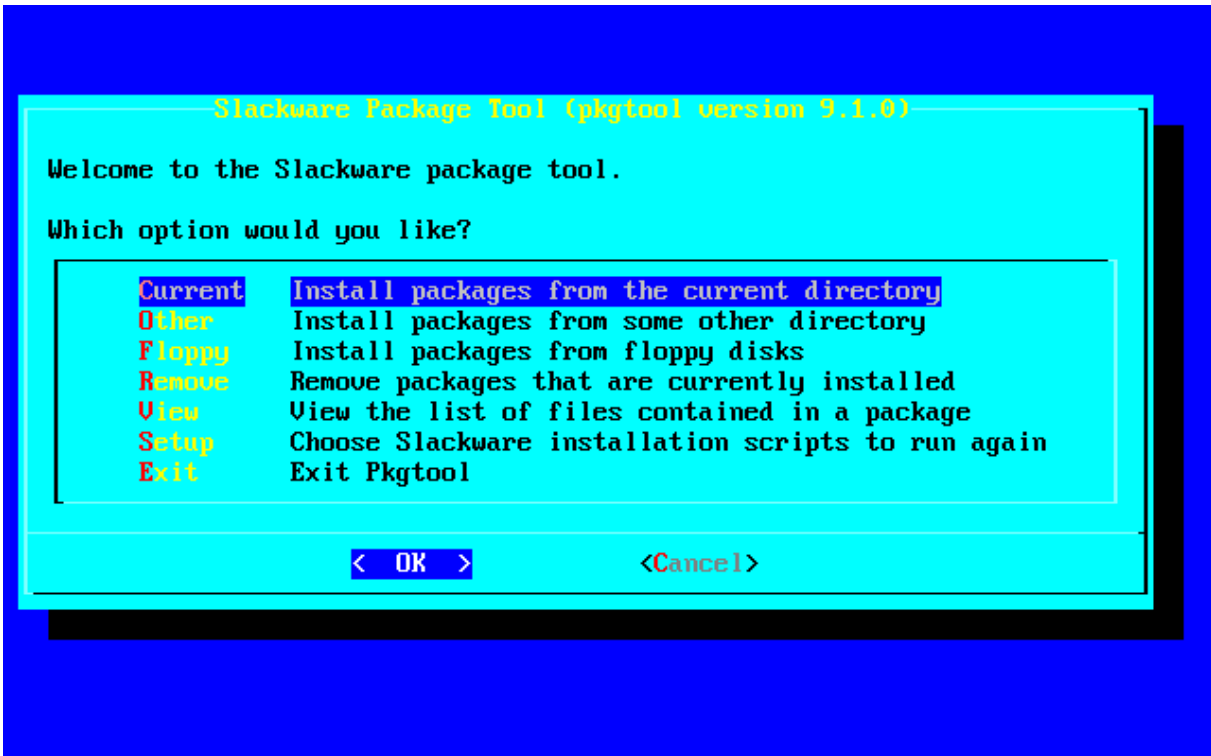 Slackware Package Tool (pkgtool version 9.1.0)
Welcome to the Slackware package tool.
Which option would you like?
Current Install packages from the current directory
Other Install packages from some other directory
Floppy Install packages from floppy disks
Remove Remove packages that are currently installed
View View the list of files contained in a package
Setup Choose Slackware installation scripts to run again
Exit Exit Pkgtool
< OK > <Cancel>